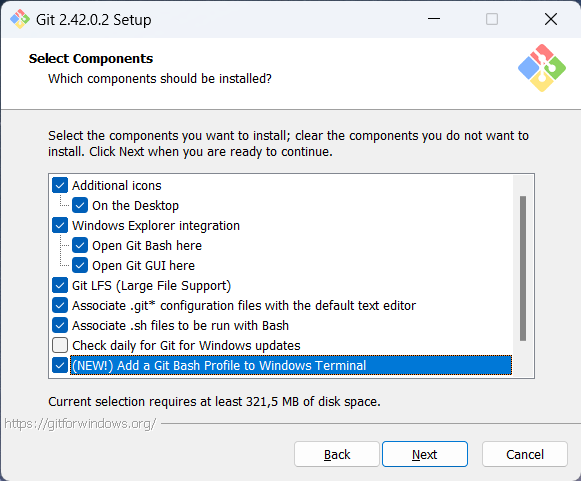 Git 2.42.0.2 Setup
Select Components
Which components should be installed?
Select the components you want to install; clear the components you do not want to
install. Click Next when you are ready to continue.
Additional icons
On the Desktop
Windows Explorer integration
Open Git Bash here
Open Git GUI here
Git LFS (Large File Support)
Associate .git* configuration files with the default text editor
Associate .sh files to be run with Bash
Check daily for Git for Windows updates
(NEW!) Add a Git Bash Profile to Windows Terminal
Current selection requires at least 321,5 MB of disk space.
https://gitforwindows.org/
Back
Next
Cancel